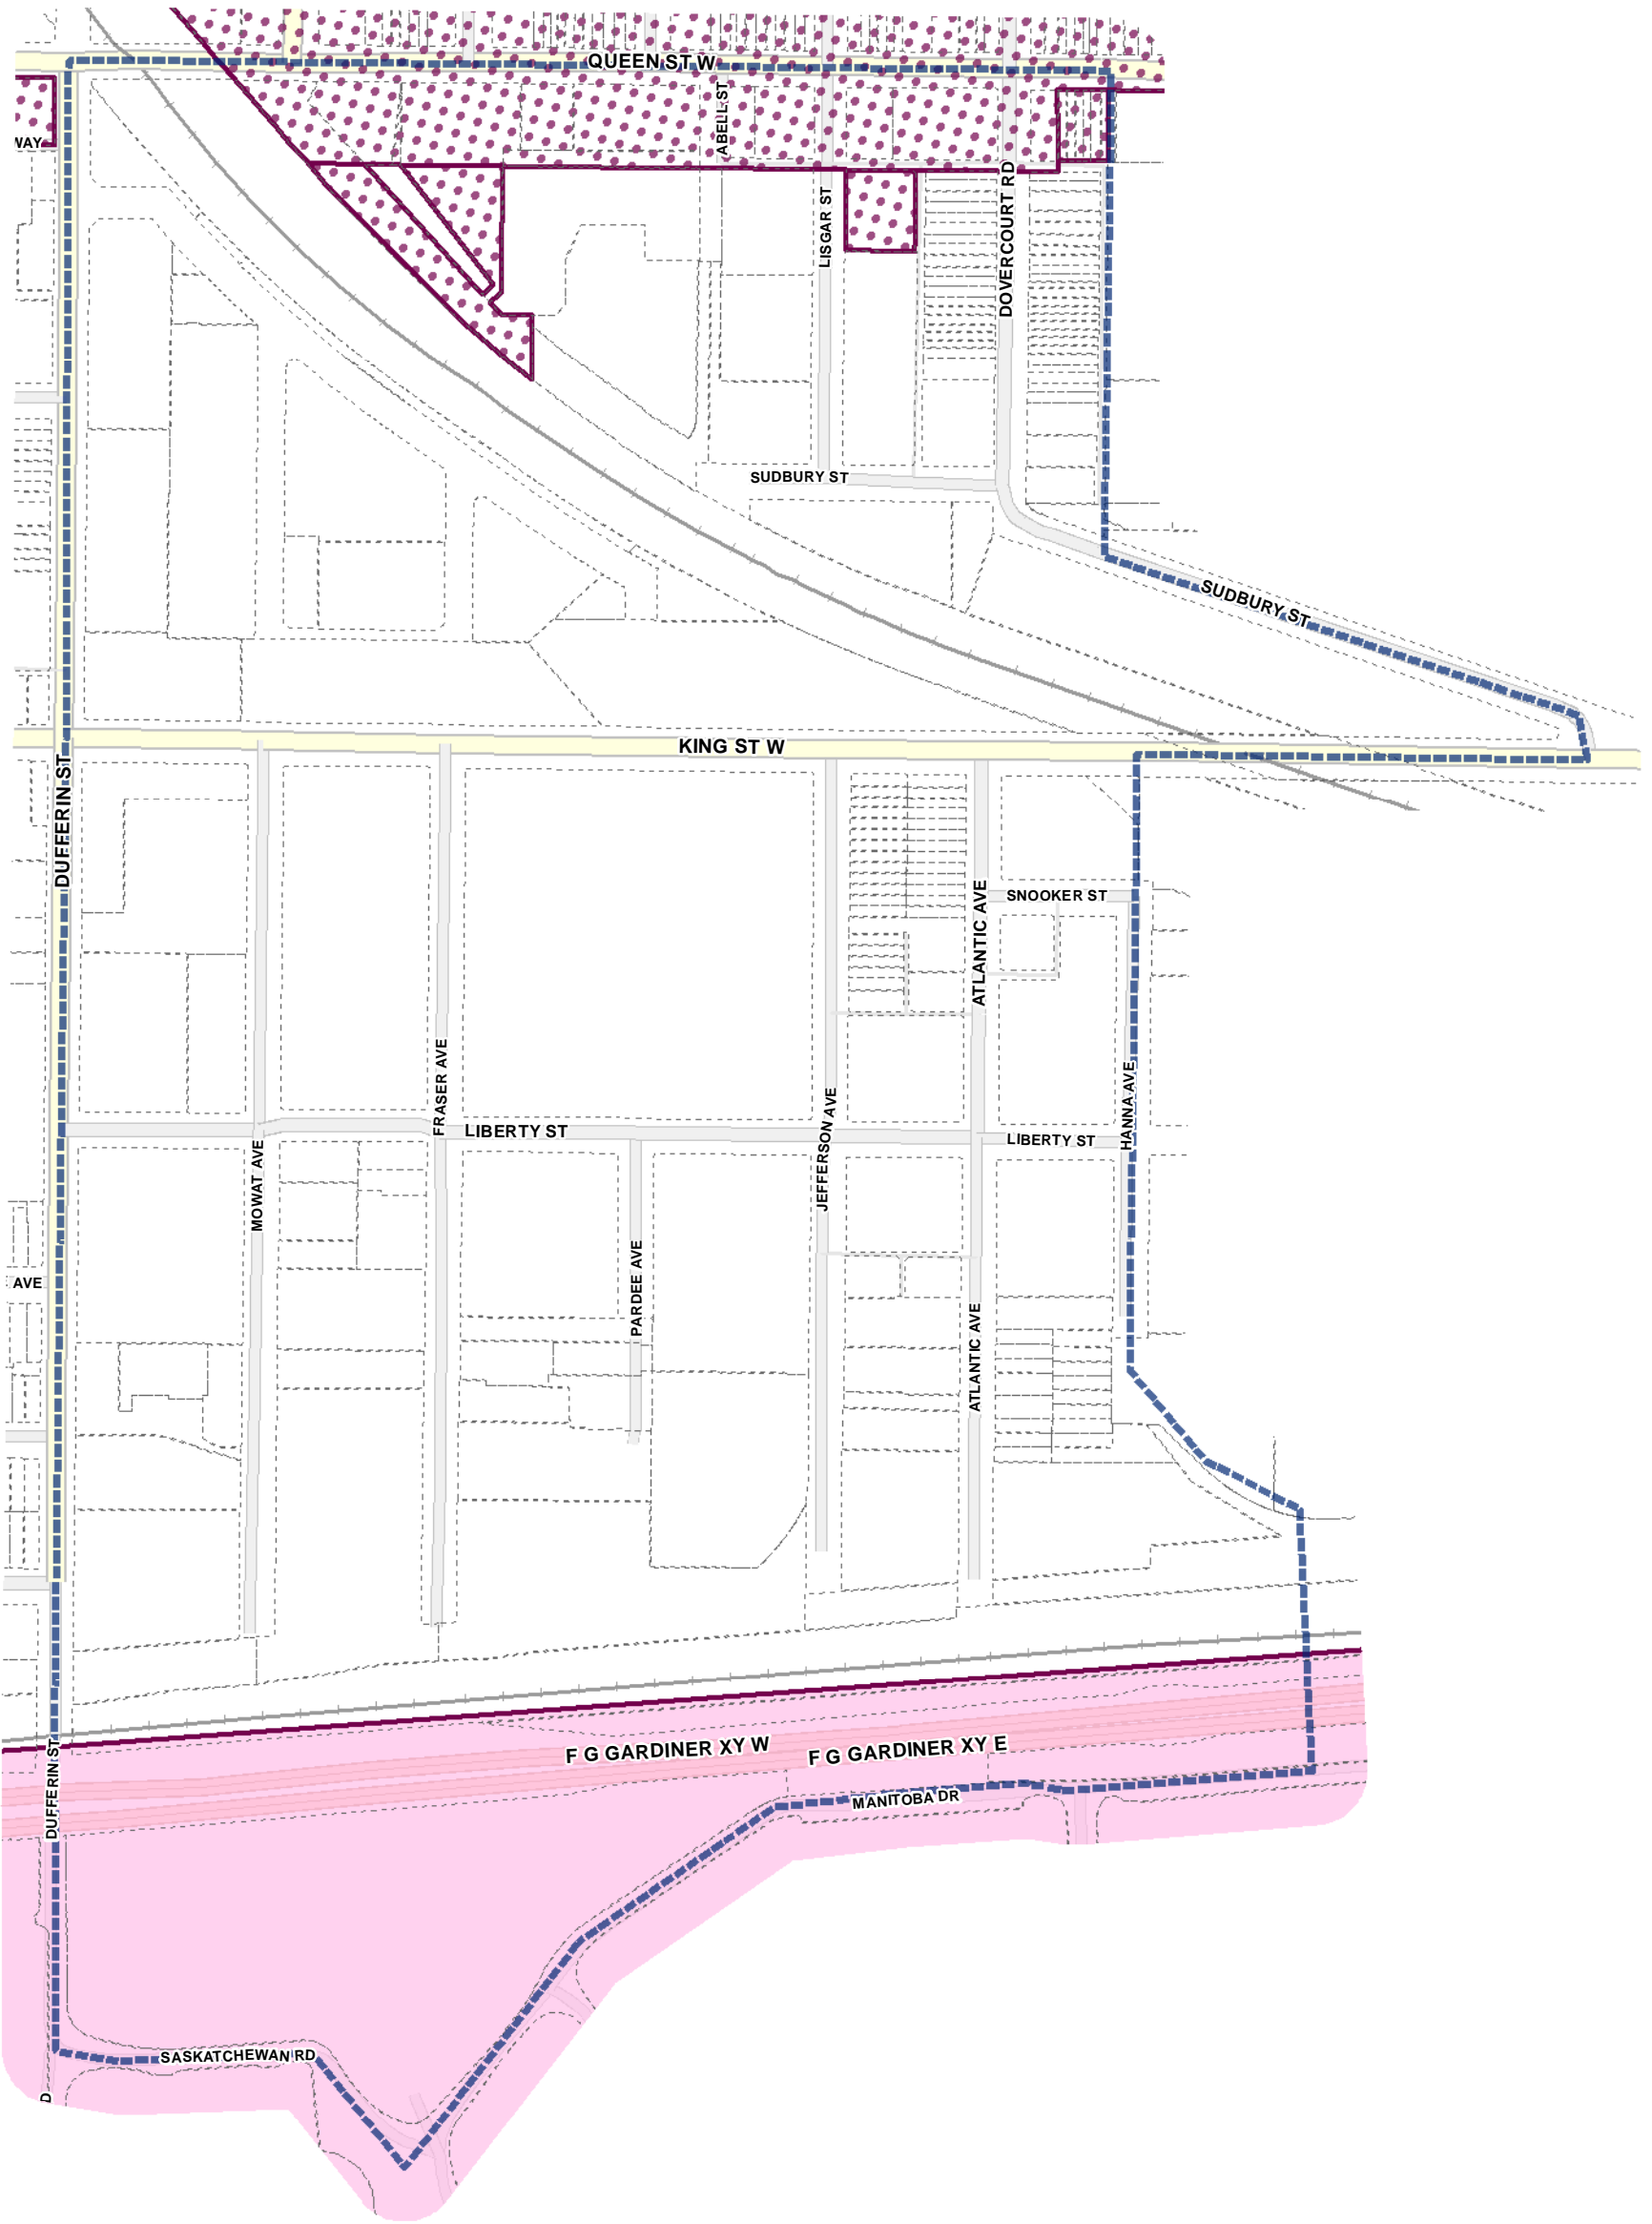 QUEEN ST W
ABELL ST
WAY
LISGAR ST
DOVERCOURT RD
SUDBURY ST
SUDBURY ST
KING ST W
DUFFERIN ST
SNOOKER ST
ATLANTIC AVE
FRASER AVE
HANNA AVE
JEFFERSON AVE
LIBERTY ST
LIBERTY ST
MOWAT AVE
PARDEE AVE
AVE
ATLANTIC AVE
F G GARDINER XY W
F G GARDINER XY E
DUFFERIN ST
MANITOBA DR
SASKATCHEWAN RD
D